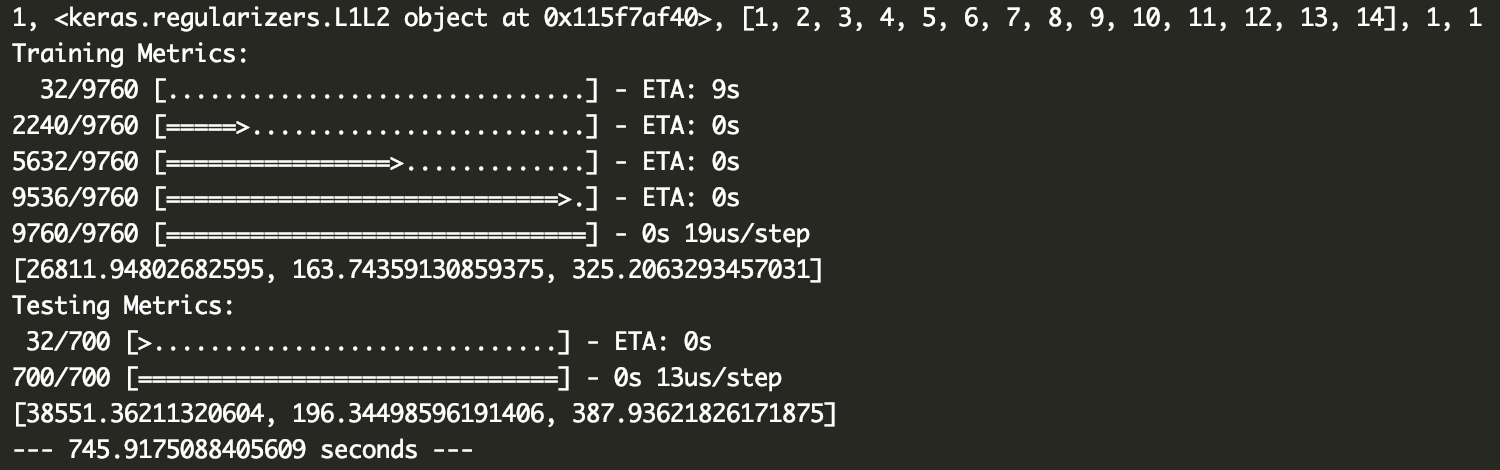 1, <keras.regularizers.L1L2 object at 0x115f7af40>, [1, 2, 3, 4, 5, 6, 7, 8, 9, 10, 11, 12, 13, 14], 1, 1
Training Metrics:
  32/9760 [..............................] - ETA: 9s
2240/9760 [=====>........................] - ETA: 0s
5632/9760 [================>.............] - ETA: 0s
9536/9760 [============================>.] - ETA: 0s
9760/9760 [==============================] - 0s 19us/step
[26811.94802682595, 163.74359130859375, 325.2063293457031]
Testing Metrics:
 32/700 [>.............................] - ETA: 0s
700/700 [==============================] - 0s 13us/step
[38551.36211320604, 196.34498596191406, 387.93621826171875]
--- 745.9175088405609 seconds ---